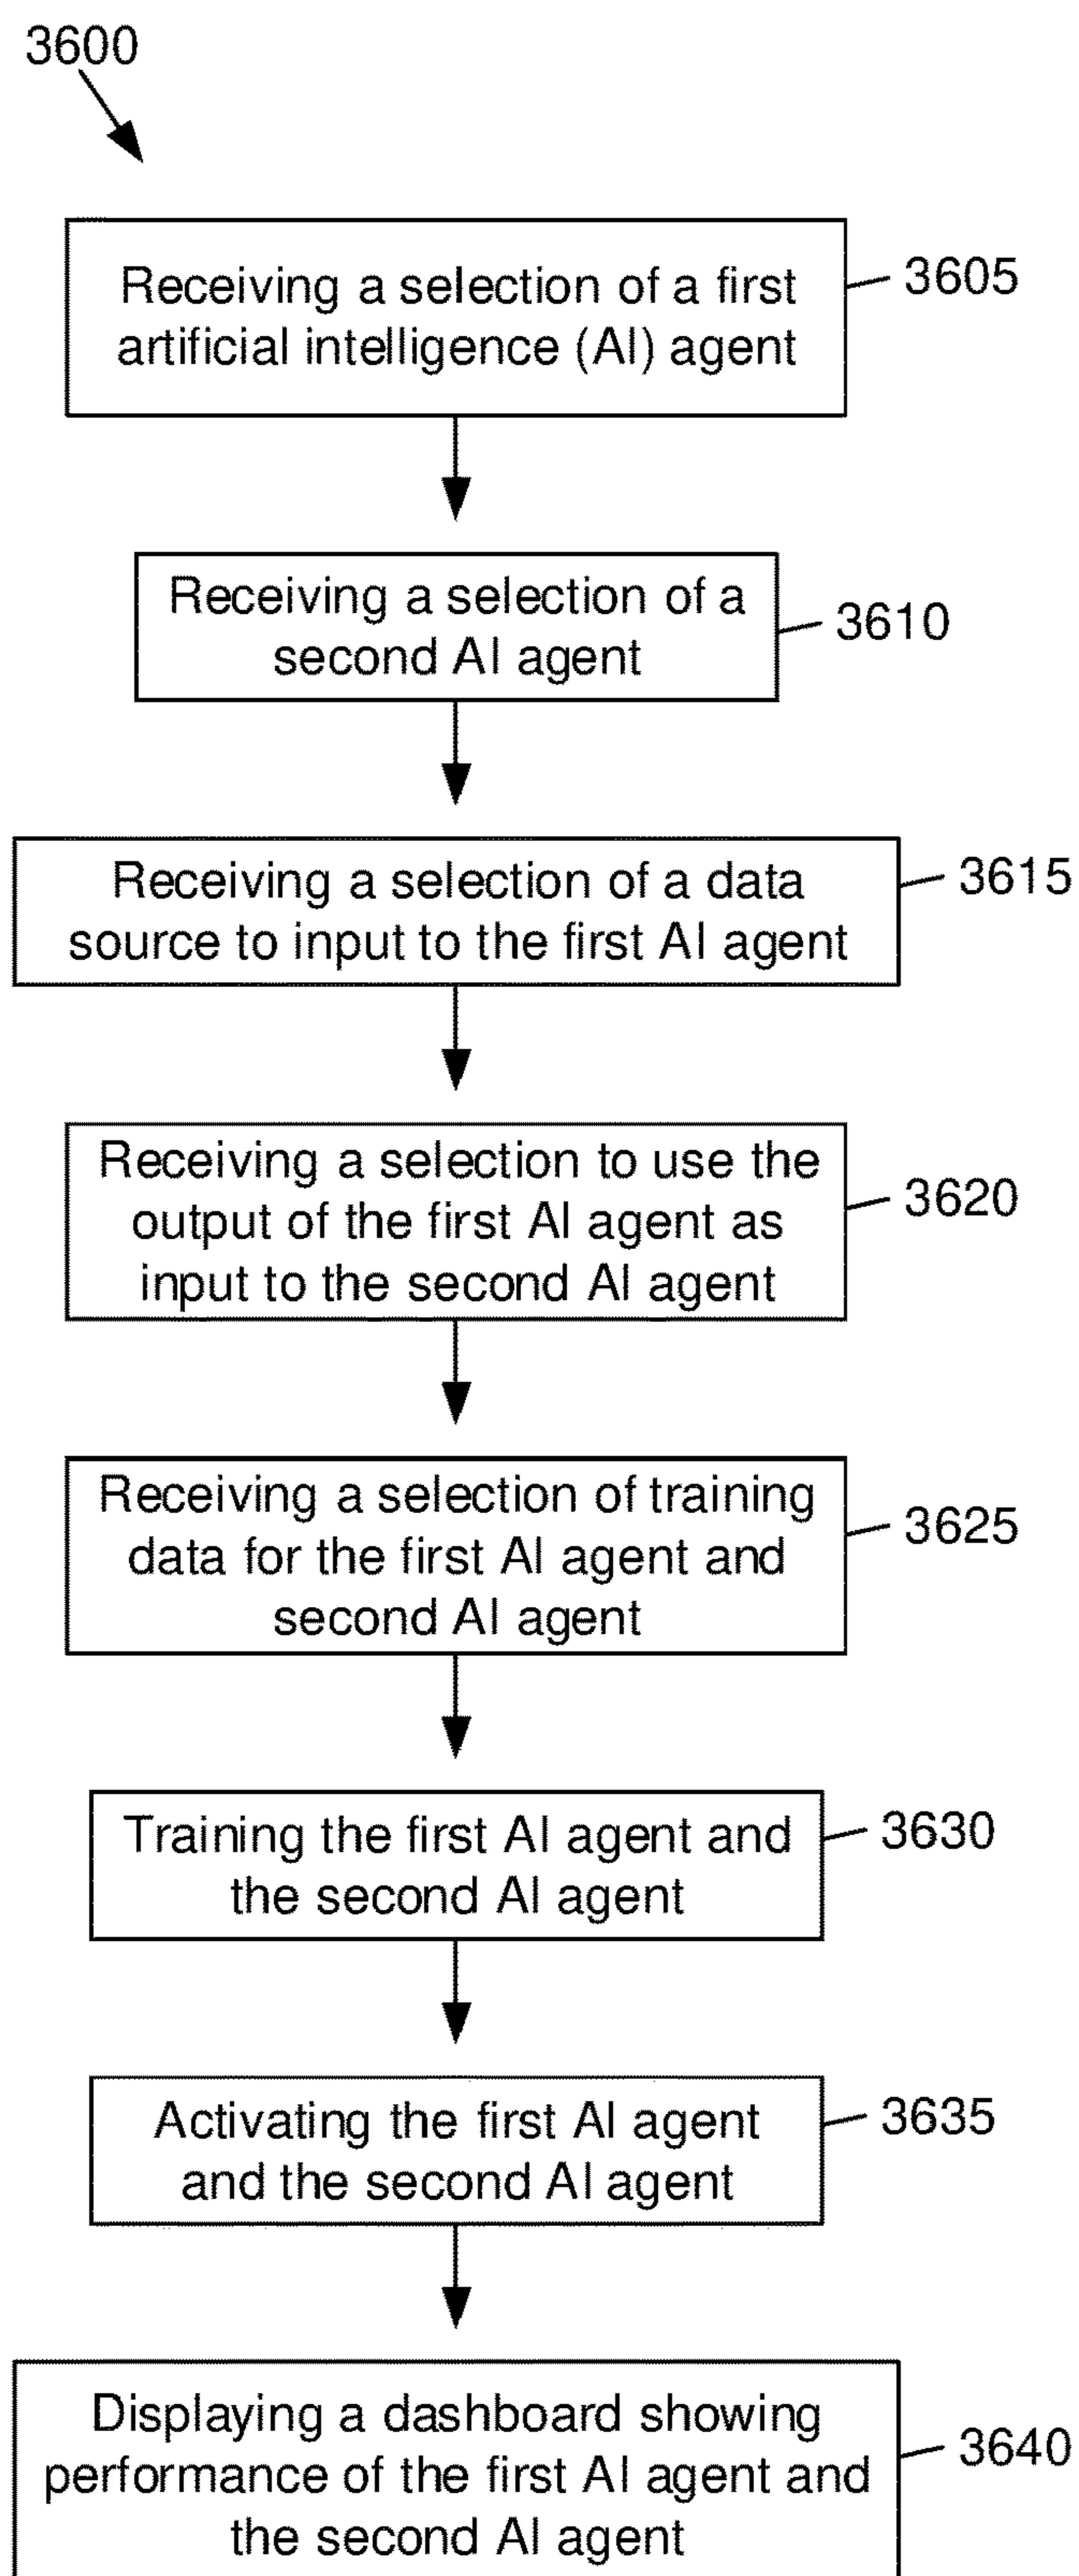 3600
Receiving a selection of a first
artificial intelligence (AI) agent
3605
Receiving a selection of a
second AI agent
3610
Receiving a selection of a data
source to input to the first AI agent
3615
Receiving a selection to use the
output of the first AI agent as
input to the second AI agent
3620
Receiving a selection of training
data for the first AI agent and
second AI agent
3625
Training the first AI agent and
the second AI agent
3630
Activating the first AI agent
and the second AI agent
3635
Displaying a dashboard showing
performance of the first AI agent and
the second AI agent
3640